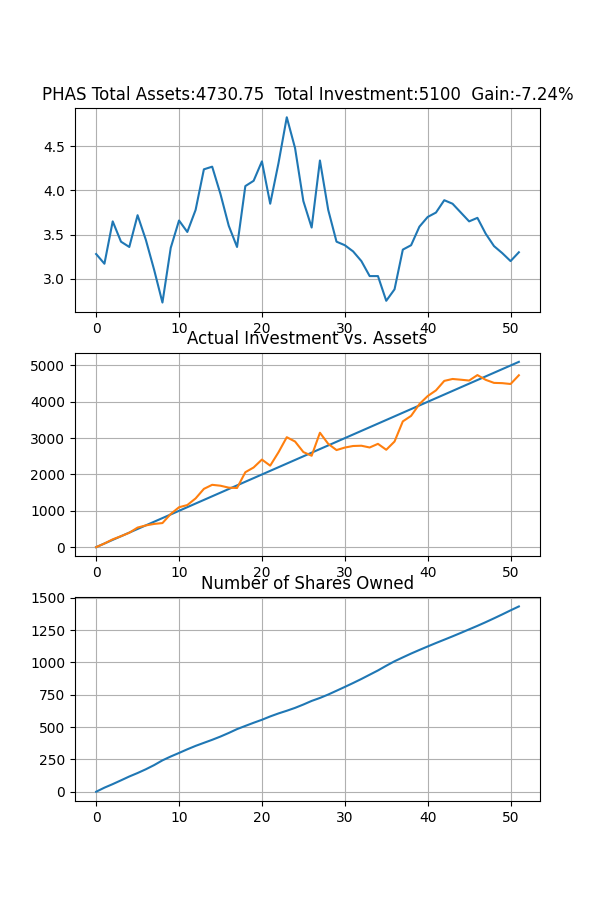 PHAS Total Assets:4730.75  Total Investment:5100  Gain:-7.24%
4.5
4.0
3.5
3.0
0 10 20 30 40 50
Actual Investment vs. Assets
5000
4000
3000
2000
1000
0
0 10 20 30 40 50
Number of Shares Owned
1500
1250
1000
750
500
250
0
0 10 20 30 40 50